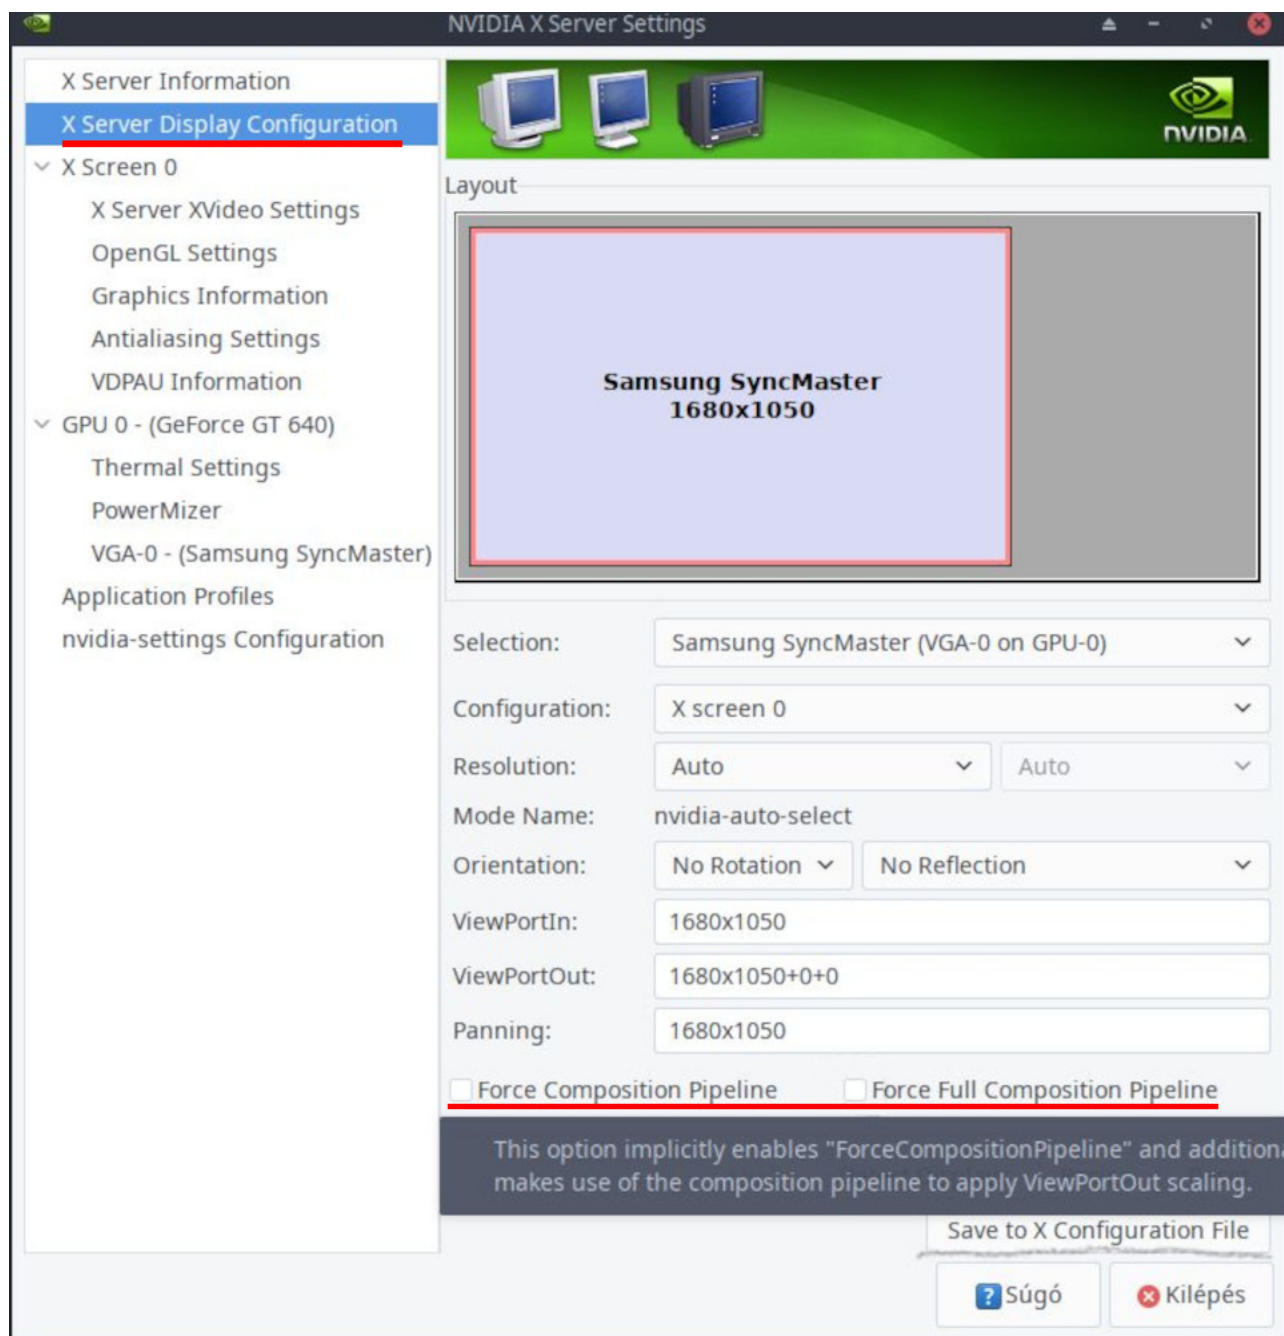 NVIDIA X Server Settings
X Server Information
X Server Display Configuration
X Screen 0
X Server XVideo Settings
OpenGL Settings
Graphics Information
Antialiasing Settings
VDPAU Information
GPU 0 - (GeForce GT 640)
Thermal Settings
PowerMizer
VGA-0 - (Samsung SyncMaster)
Application Profiles
nvidia-settings Configuration
NVIDIA.
Layout
Samsung SyncMaster
1680x1050
Selection: Samsung SyncMaster (VGA-0 on GPU-0)
Configuration: X screen 0
Resolution: Auto Auto
Mode Name: nvidia-auto-select
Orientation: No Rotation No Reflection
ViewPortIn: 1680x1050
ViewPortOut: 1680x1050+0+0
Panning: 1680x1050
Force Composition Pipeline Force Full Composition Pipeline
This option implicitly enables "ForceCompositionPipeline" and addition
makes use of the composition pipeline to apply ViewPortOut scaling.
Save to X Configuration File
Súgó Kilépés